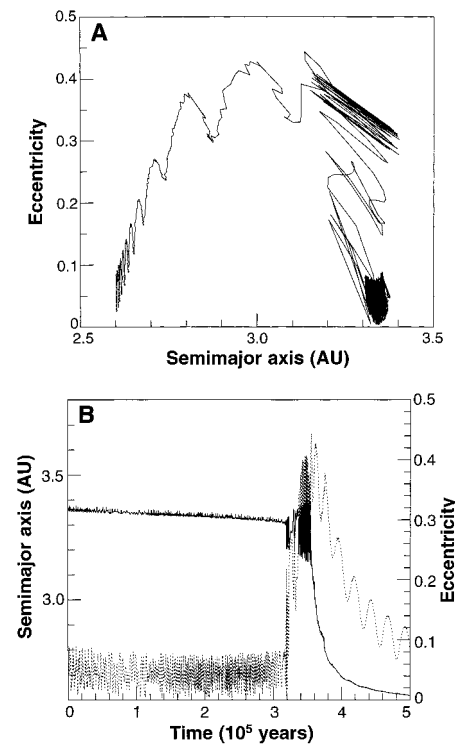 A
0.5
0.4
0.3
0.2
0.1
0
Eccentricity
2.5 3.0 3.5
Semimajor axis (AU)
B
3.5
3.0
Semimajor axis (AU)
0.5
0.4
0.3
0.2
0.1
0
Eccentricity
0 1 2 3 4 5
Time (10⁵ years)